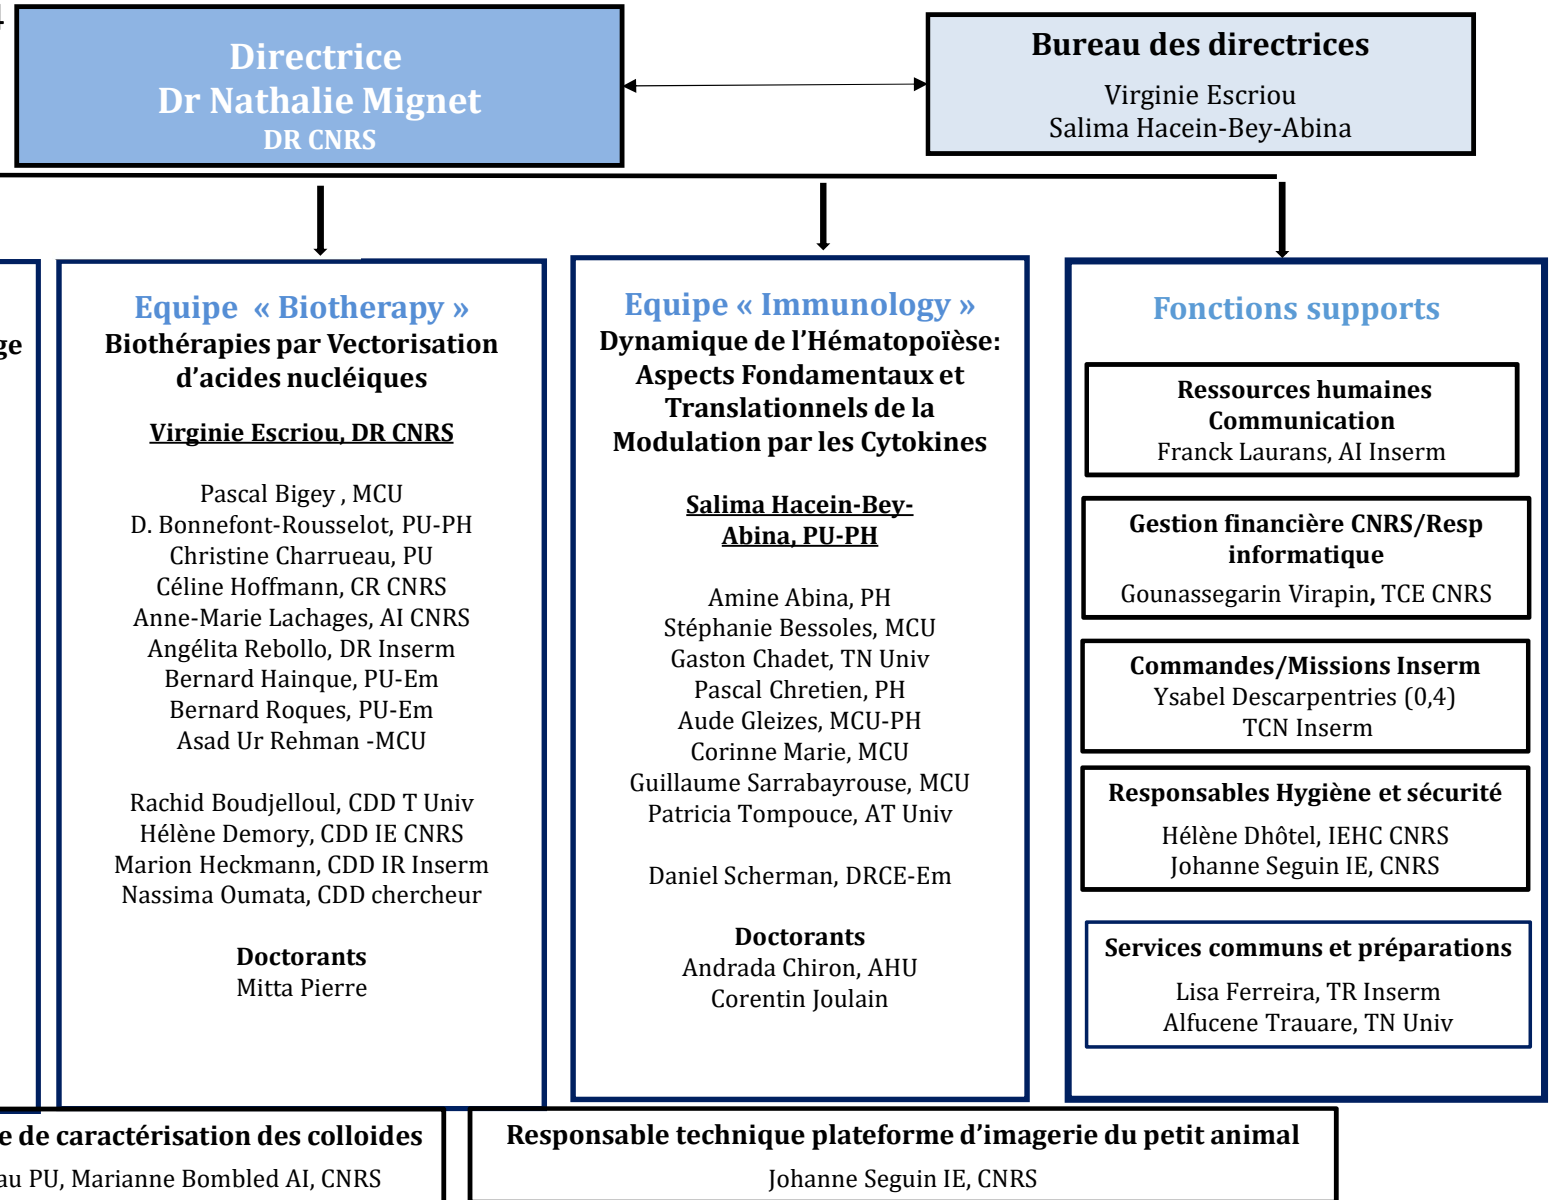 4
Directrice
Dr Nathalie Mignet
DR CNRS
Bureau des directrices
Virginie Escriou
Salima Hacein-Bey-Abina
ge
Equipe « Biotherapy »
Biothérapies par Vectorisation
d’acides nucléiques
Virginie Escriou, DR CNRS
Pascal Bigey , MCU
D. Bonnefont-Rousselot, PU-PH
Christine Charrueau, PU
Céline Hoffmann, CR CNRS
Anne-Marie Lachages, AI CNRS
Angélita Rebollo, DR Inserm
Bernard Hainque, PU-Em
Bernard Roques, PU-Em
Asad Ur Rehman -MCU
Rachid Boudjelloul, CDD T Univ
Hélène Demory, CDD IE CNRS
Marion Heckmann, CDD IR Inserm
Nassima Oumata, CDD chercheur
Doctorants
Mitta Pierre
Equipe « Immunology »
Dynamique de l’Hématopoïèse:
Aspects Fondamentaux et
Translationnels de la
Modulation par les Cytokines
Salima Hacein-Bey-
Abina, PU-PH
Amine Abina, PH
Stéphanie Bessoles, MCU
Gaston Chadet, TN Univ
Pascal Chretien, PH
Aude Gleizes, MCU-PH
Corinne Marie, MCU
Guillaume Sarrabayrouse, MCU
Patricia Tompouce, AT Univ
Daniel Scherman, DRCE-Em
Doctorants
Andrada Chiron, AHU
Corentin Joulain
Fonctions supports
Ressources humaines
Communication
Franck Laurans, AI Inserm
Gestion financière CNRS/Resp
informatique
Gounassegarin Virapin, TCE CNRS
Commandes/Missions Inserm
Ysabel Descarpentries (0,4)
TCN Inserm
Responsables Hygiène et sécurité
Hélène Dhôtel, IEHC CNRS
Johanne Seguin IE, CNRS
Services communs et préparations
Lisa Ferreira, TR Inserm
Alfucene Trauare, TN Univ
e de caractérisation des colloides
au PU, Marianne Bombled AI, CNRS
Responsable technique plateforme d’imagerie du petit animal
Johanne Seguin IE, CNRS